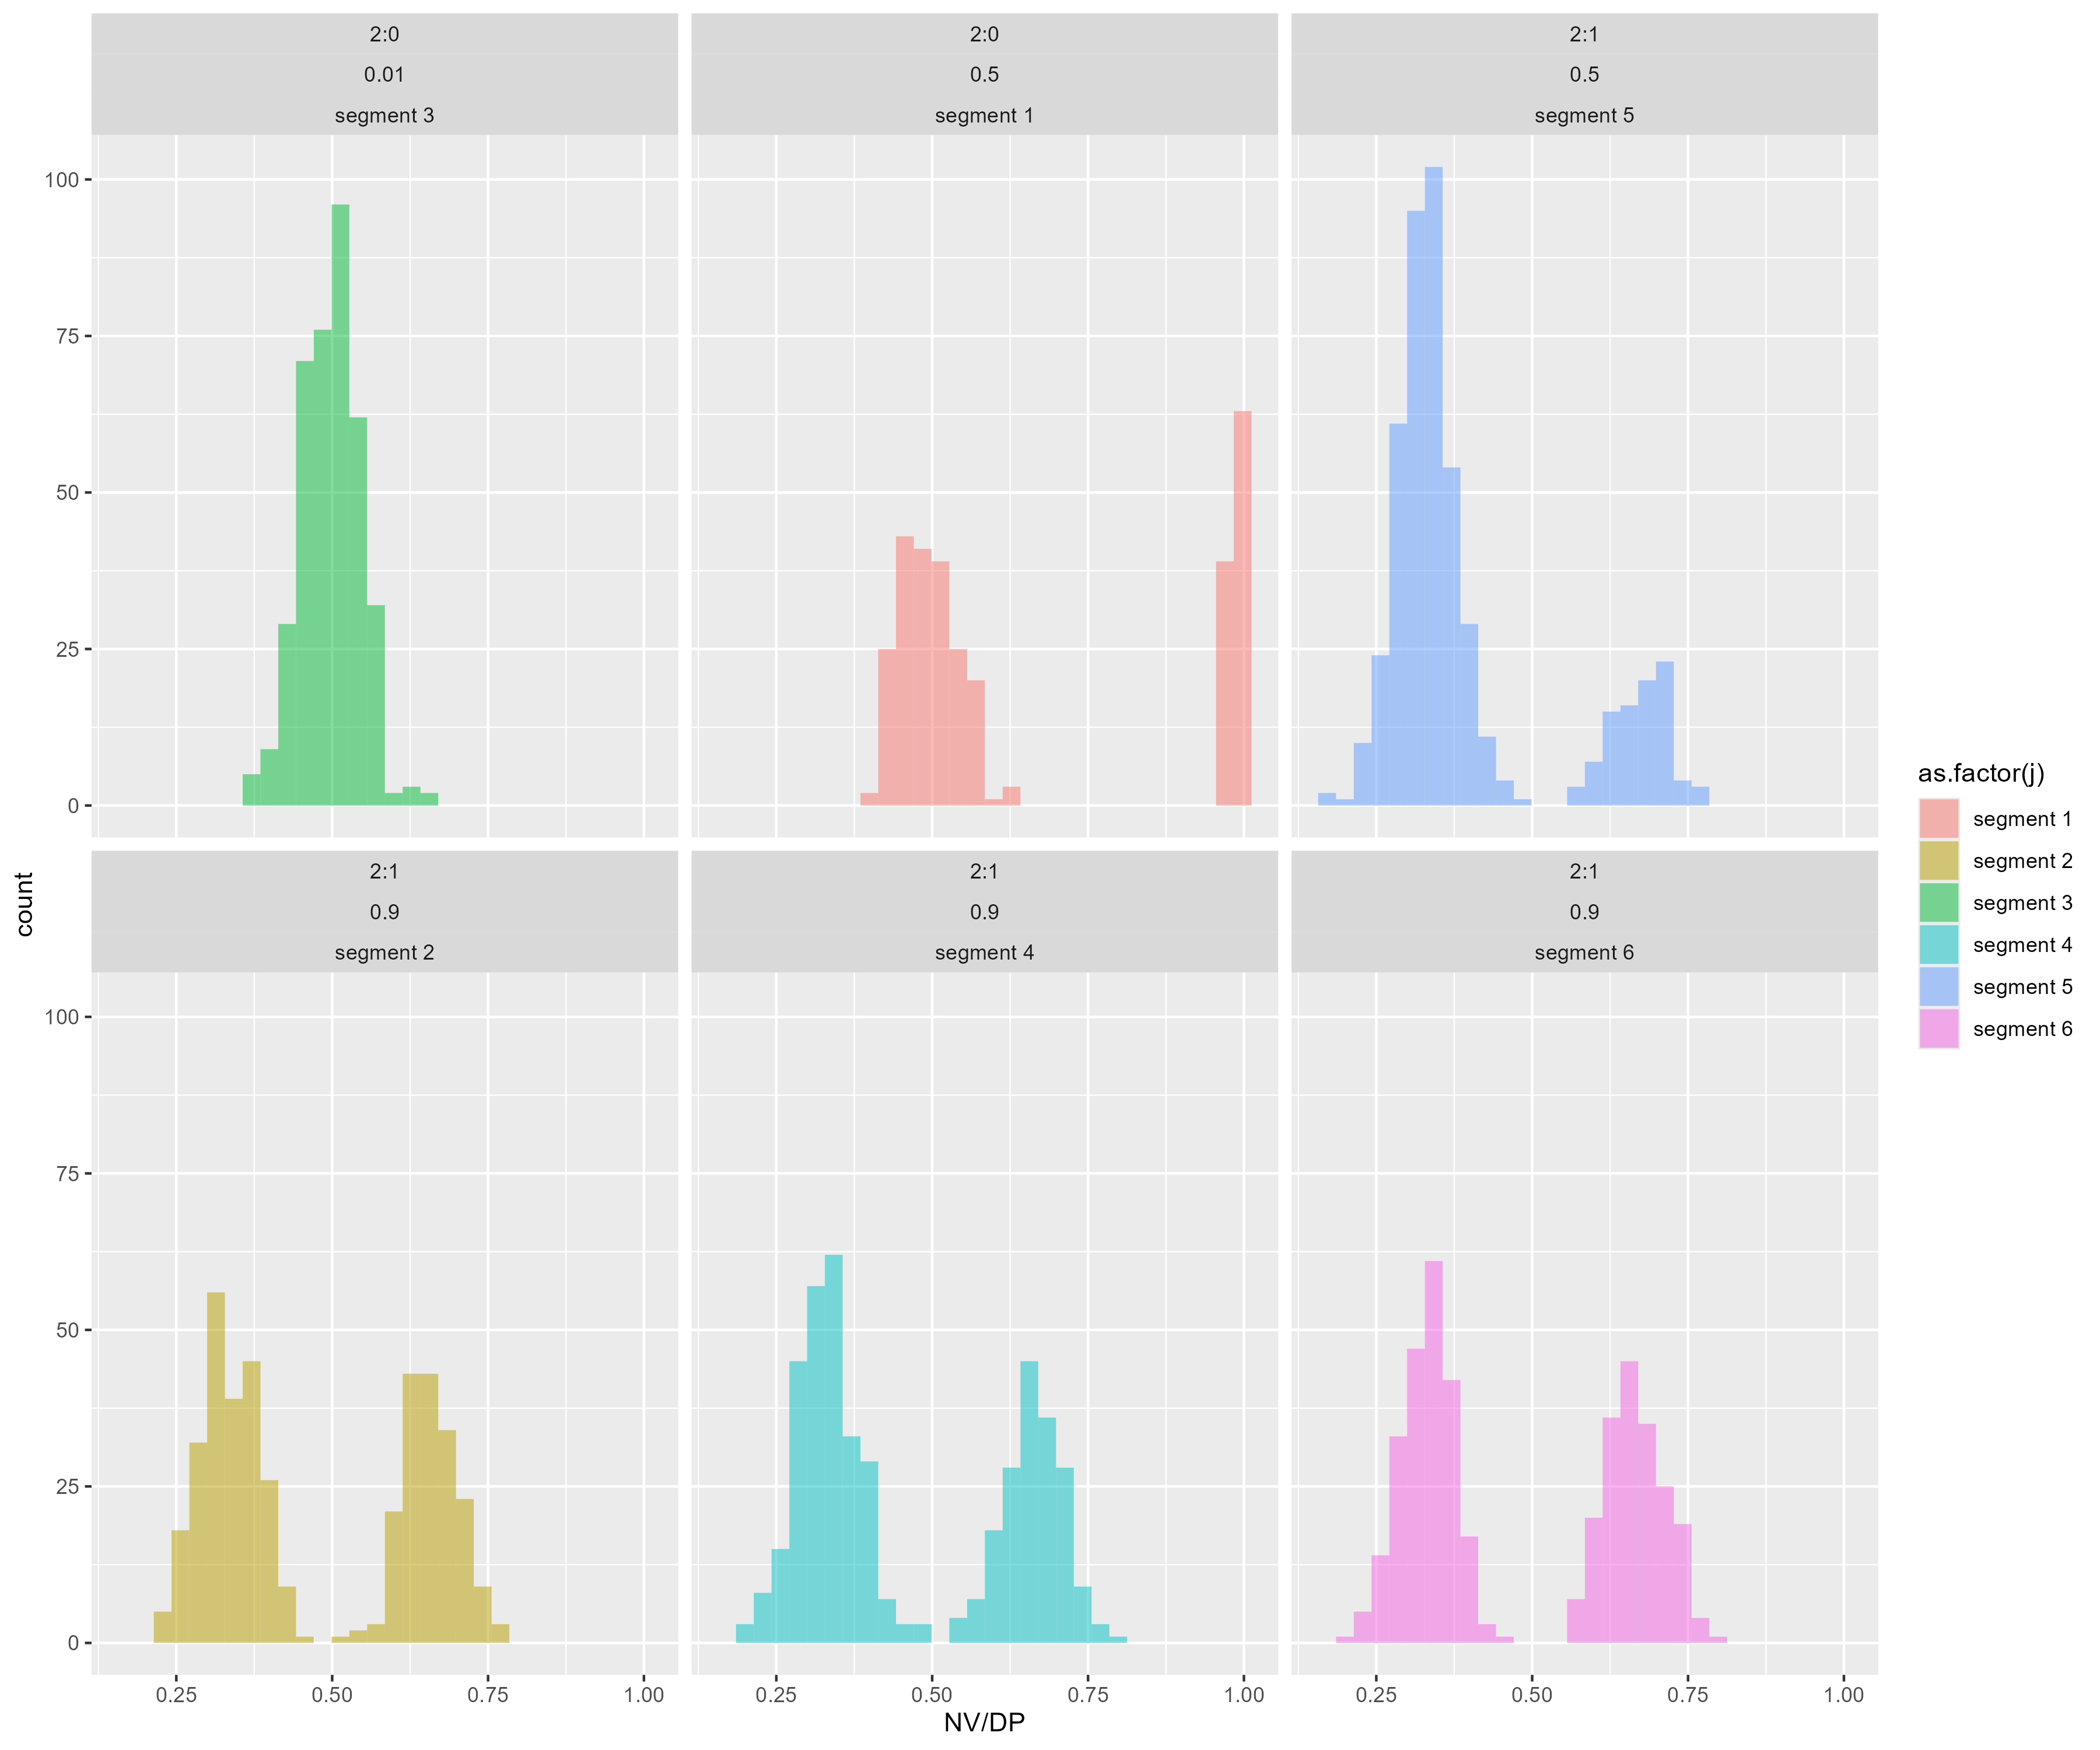 2:0
0.01
segment 3
2:0
0.5
segment 1
2:1
0.5
segment 5
100
75
50
25
0
2:1
0.9
segment 2
2:1
0.9
segment 4
2:1
0.9
segment 6
100
75
50
25
0
0.25 0.50 0.75 1.00
0.25 0.50 0.75 1.00
0.25 0.50 0.75 1.00
NV/DP
count
as.factor(j)
segment 1
segment 2
segment 3
segment 4
segment 5
segment 6